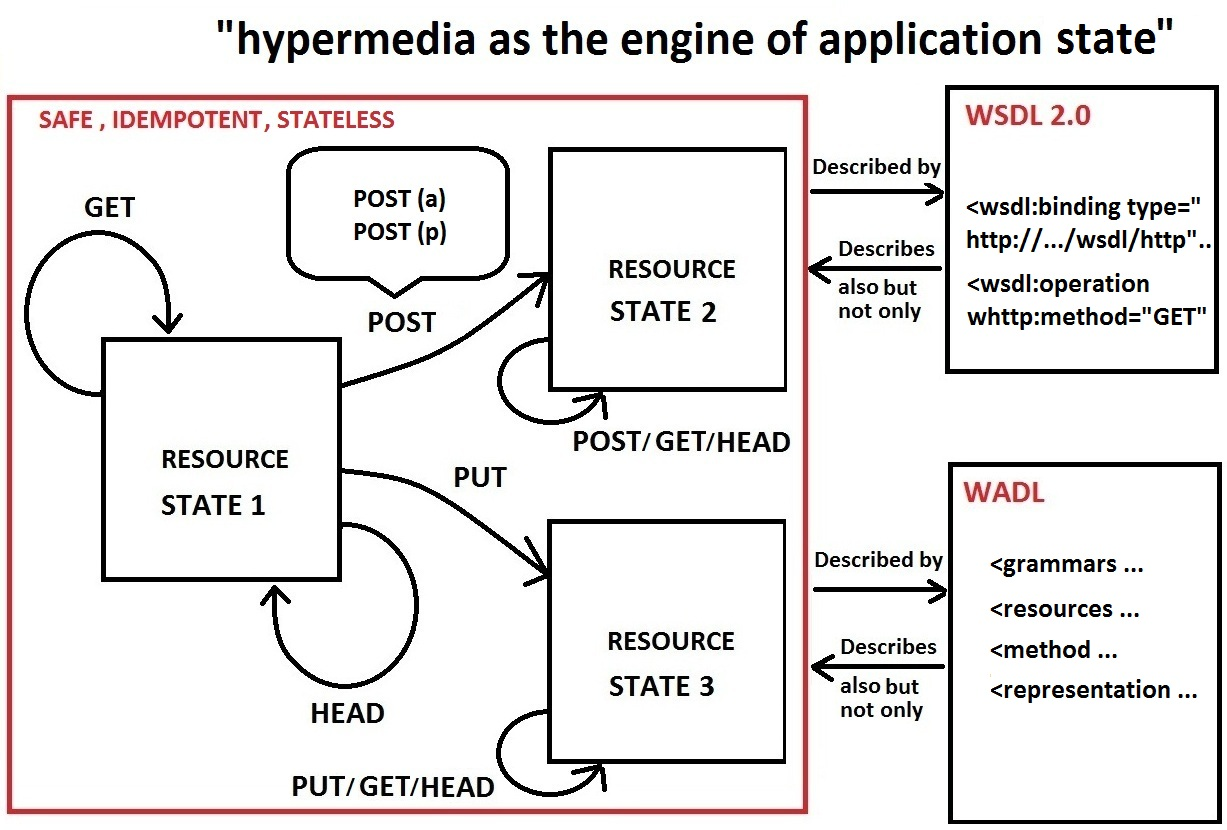 "hypermedia as the engine of application state"
SAFE , IDEMPOTENT, STATELESS
GET
POST (a)
POST (p)
POST
RESOURCE
STATE 2
POST/ GET/HEAD
RESOURCE
STATE 1
PUT
HEAD
RESOURCE
STATE 3
PUT/ GET/HEAD
Described by
Describes
also but
not only
WSDL 2.0
<wsdl:binding type="
http://.../wsdl/http"..
<wsdl:operation
whttp:method="GET"
Described by
Describes
also but
not only
WADL
<grammars ...
<resources ...
<method ...
<representation ...